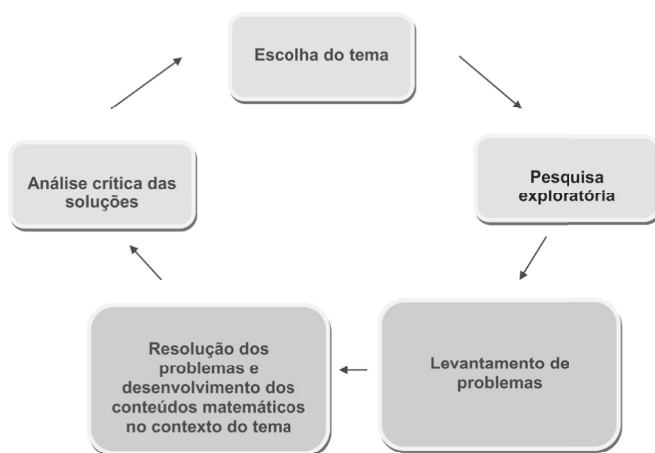 Escolha do tema
Pesquisa
exploratória
Levantamento de
problemas
Resolução dos
problemas e
desenvolvimento dos
conteúdos matemáticos
no contexto do tema
Análise crítica das
soluções